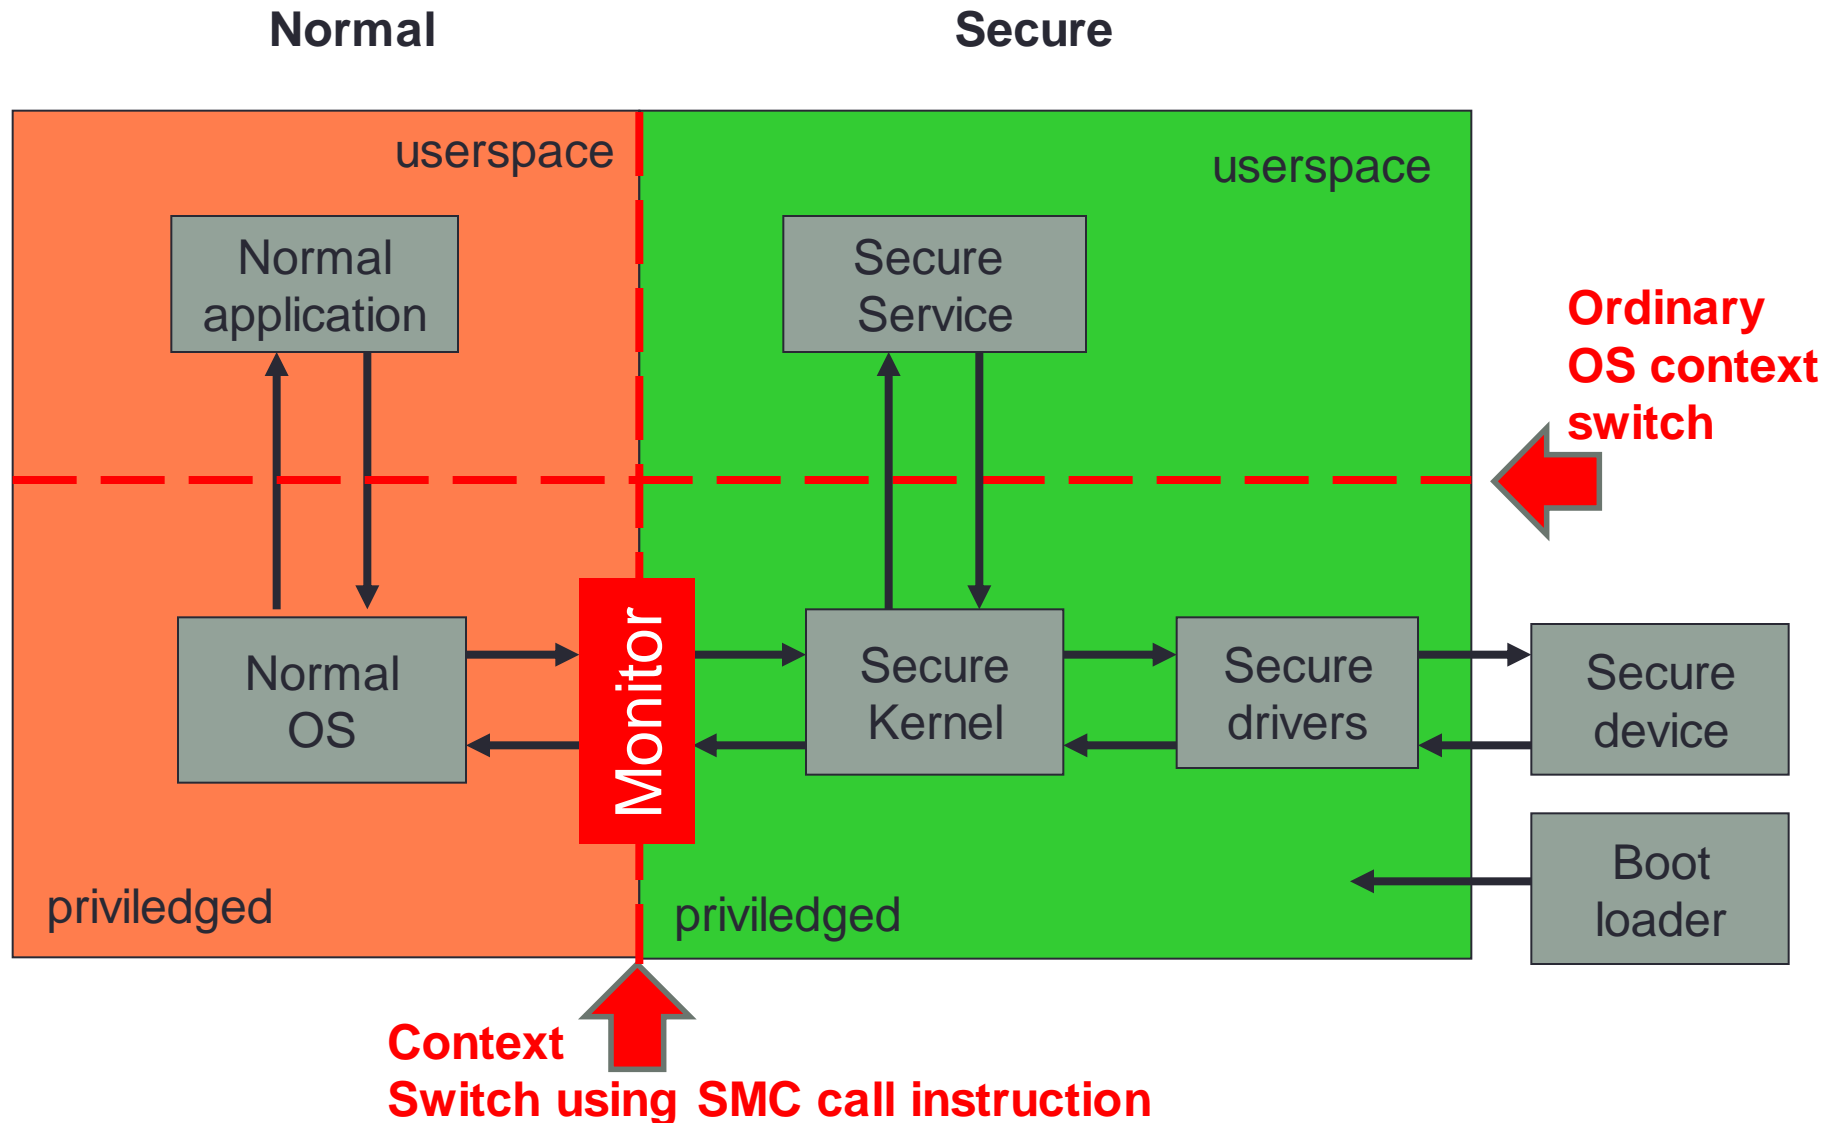 Normal
Secure
userspace
userspace
Normal
application
Secure
Service
Ordinary
OS context
switch
Normal
OS
Monitor
Secure
Kernel
Secure
drivers
Secure
device
Boot
loader
priviledged
priviledged
Context
Switch using SMC call instruction